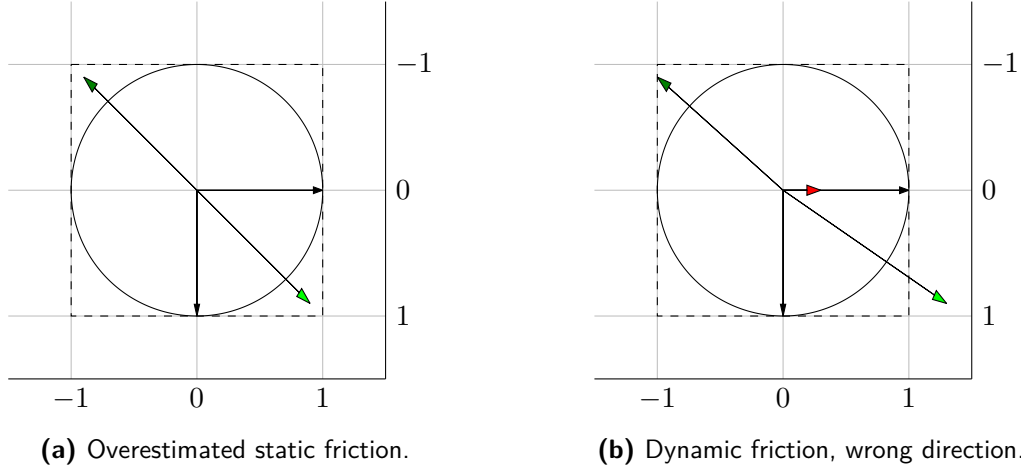 −1
−1
0
0
1
1
−1 0 1
−1 0 1
(a) Overestimated static friction.
(b) Dynamic friction, wrong direction.